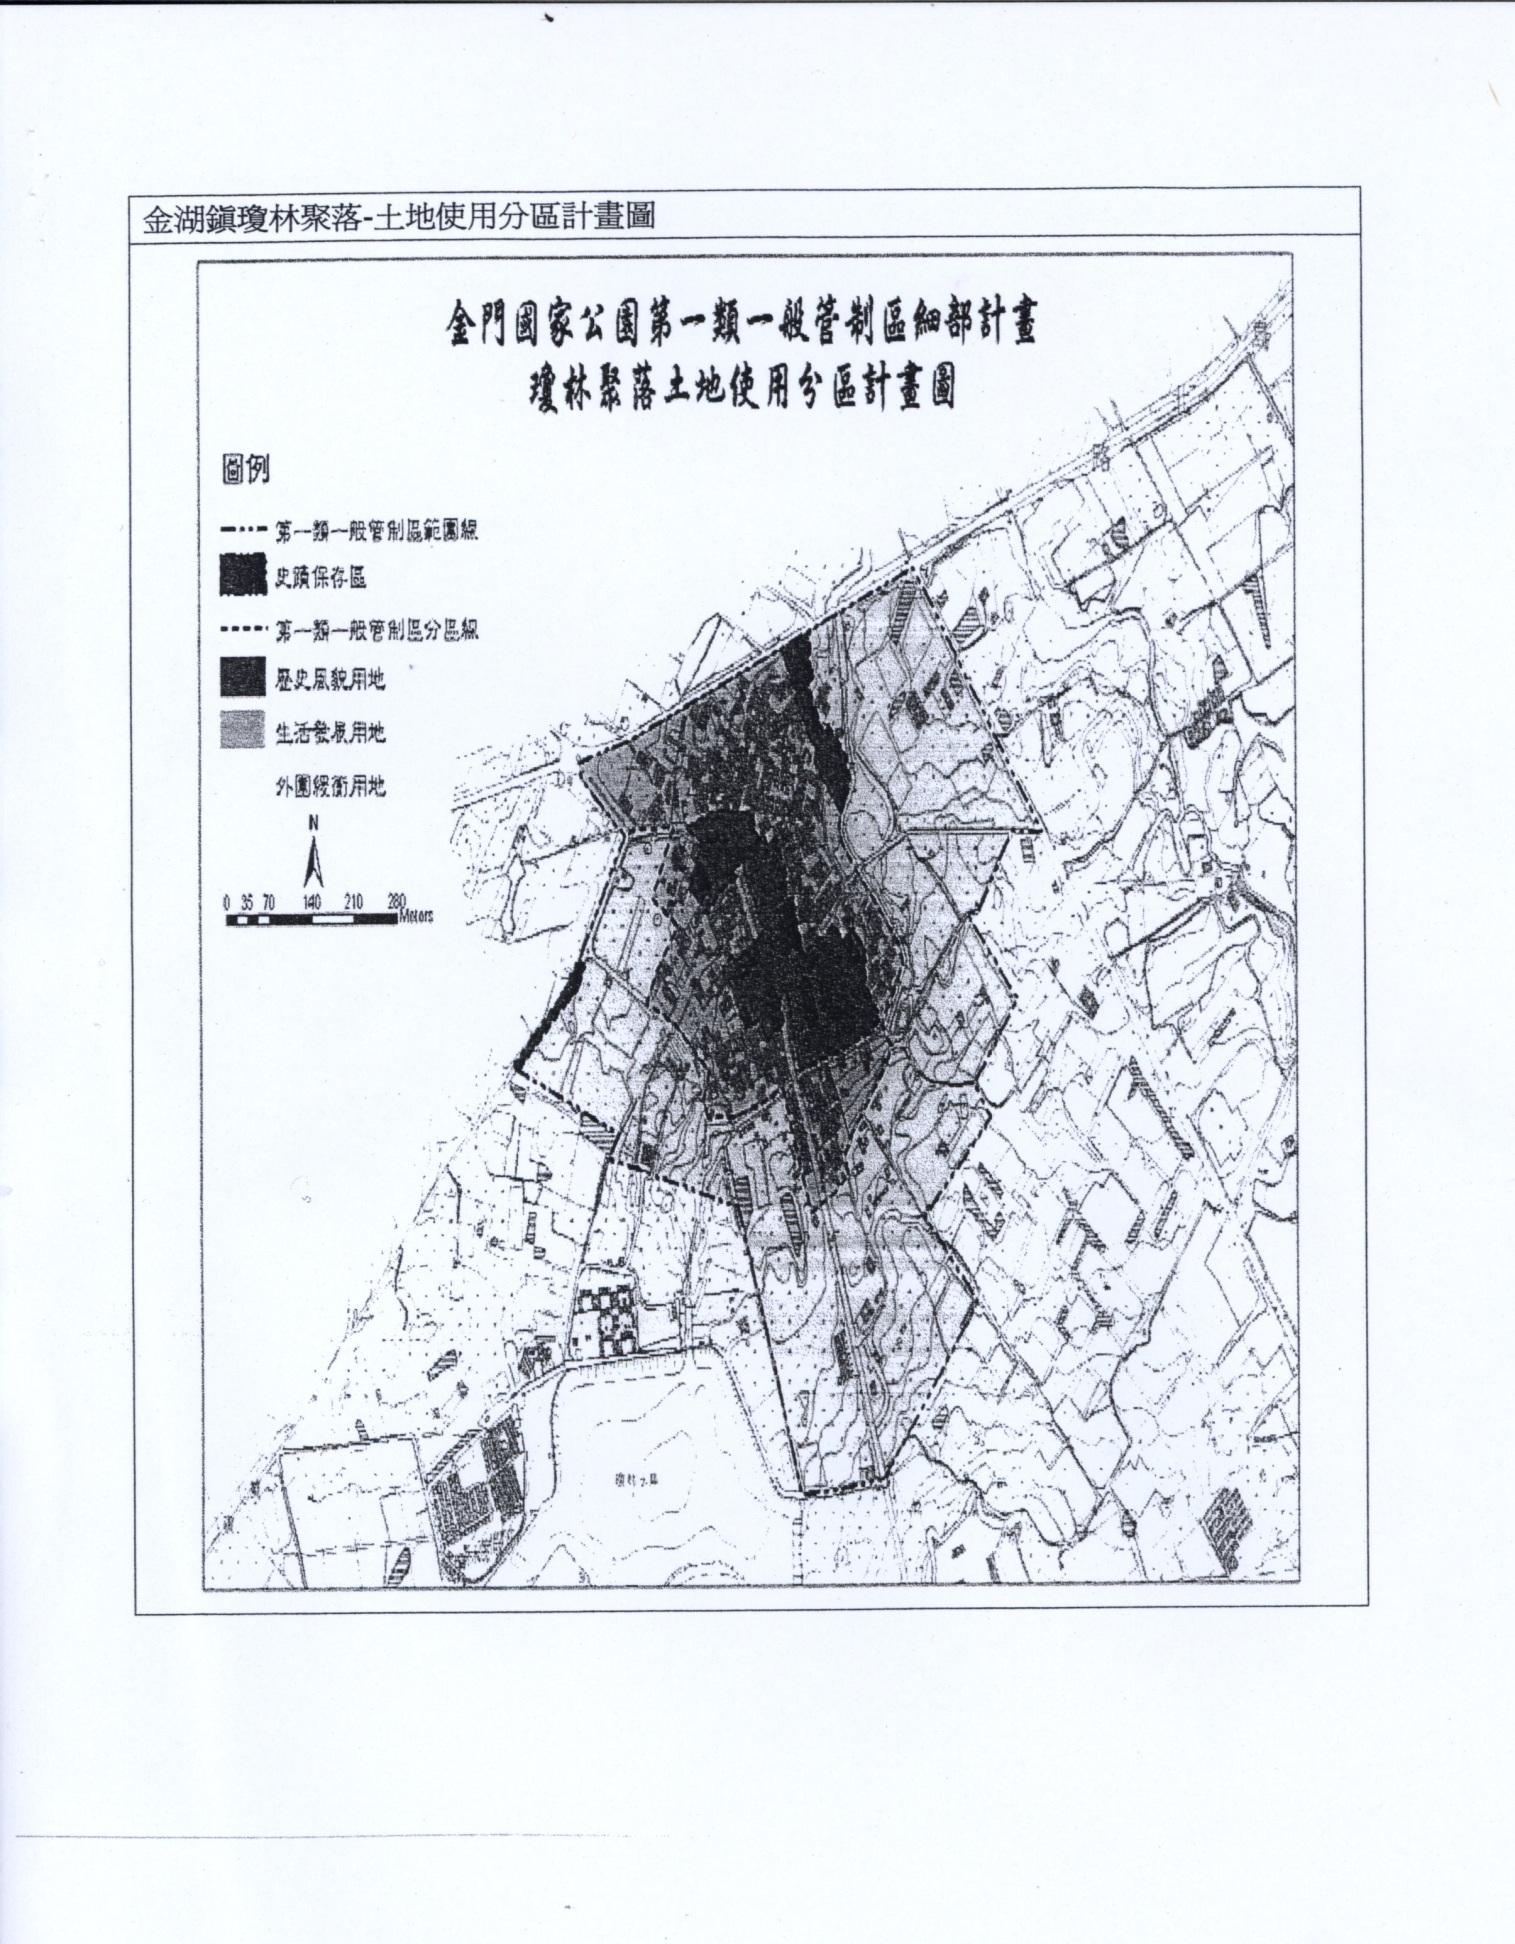 金湖鎮瓊林聚落-土地使用分區計畫圖
金門國家公園第一類一般管制區細部計畫
瓊林聚落土地使用分區計畫圖
圖例
第一類一般管制區範圍線
史蹟保存區
第一類一般管制區分區線
歷史風貌用地
生活發展用地
外圍緩衝用地
N
0 35 70 140 210 280
Meters
路